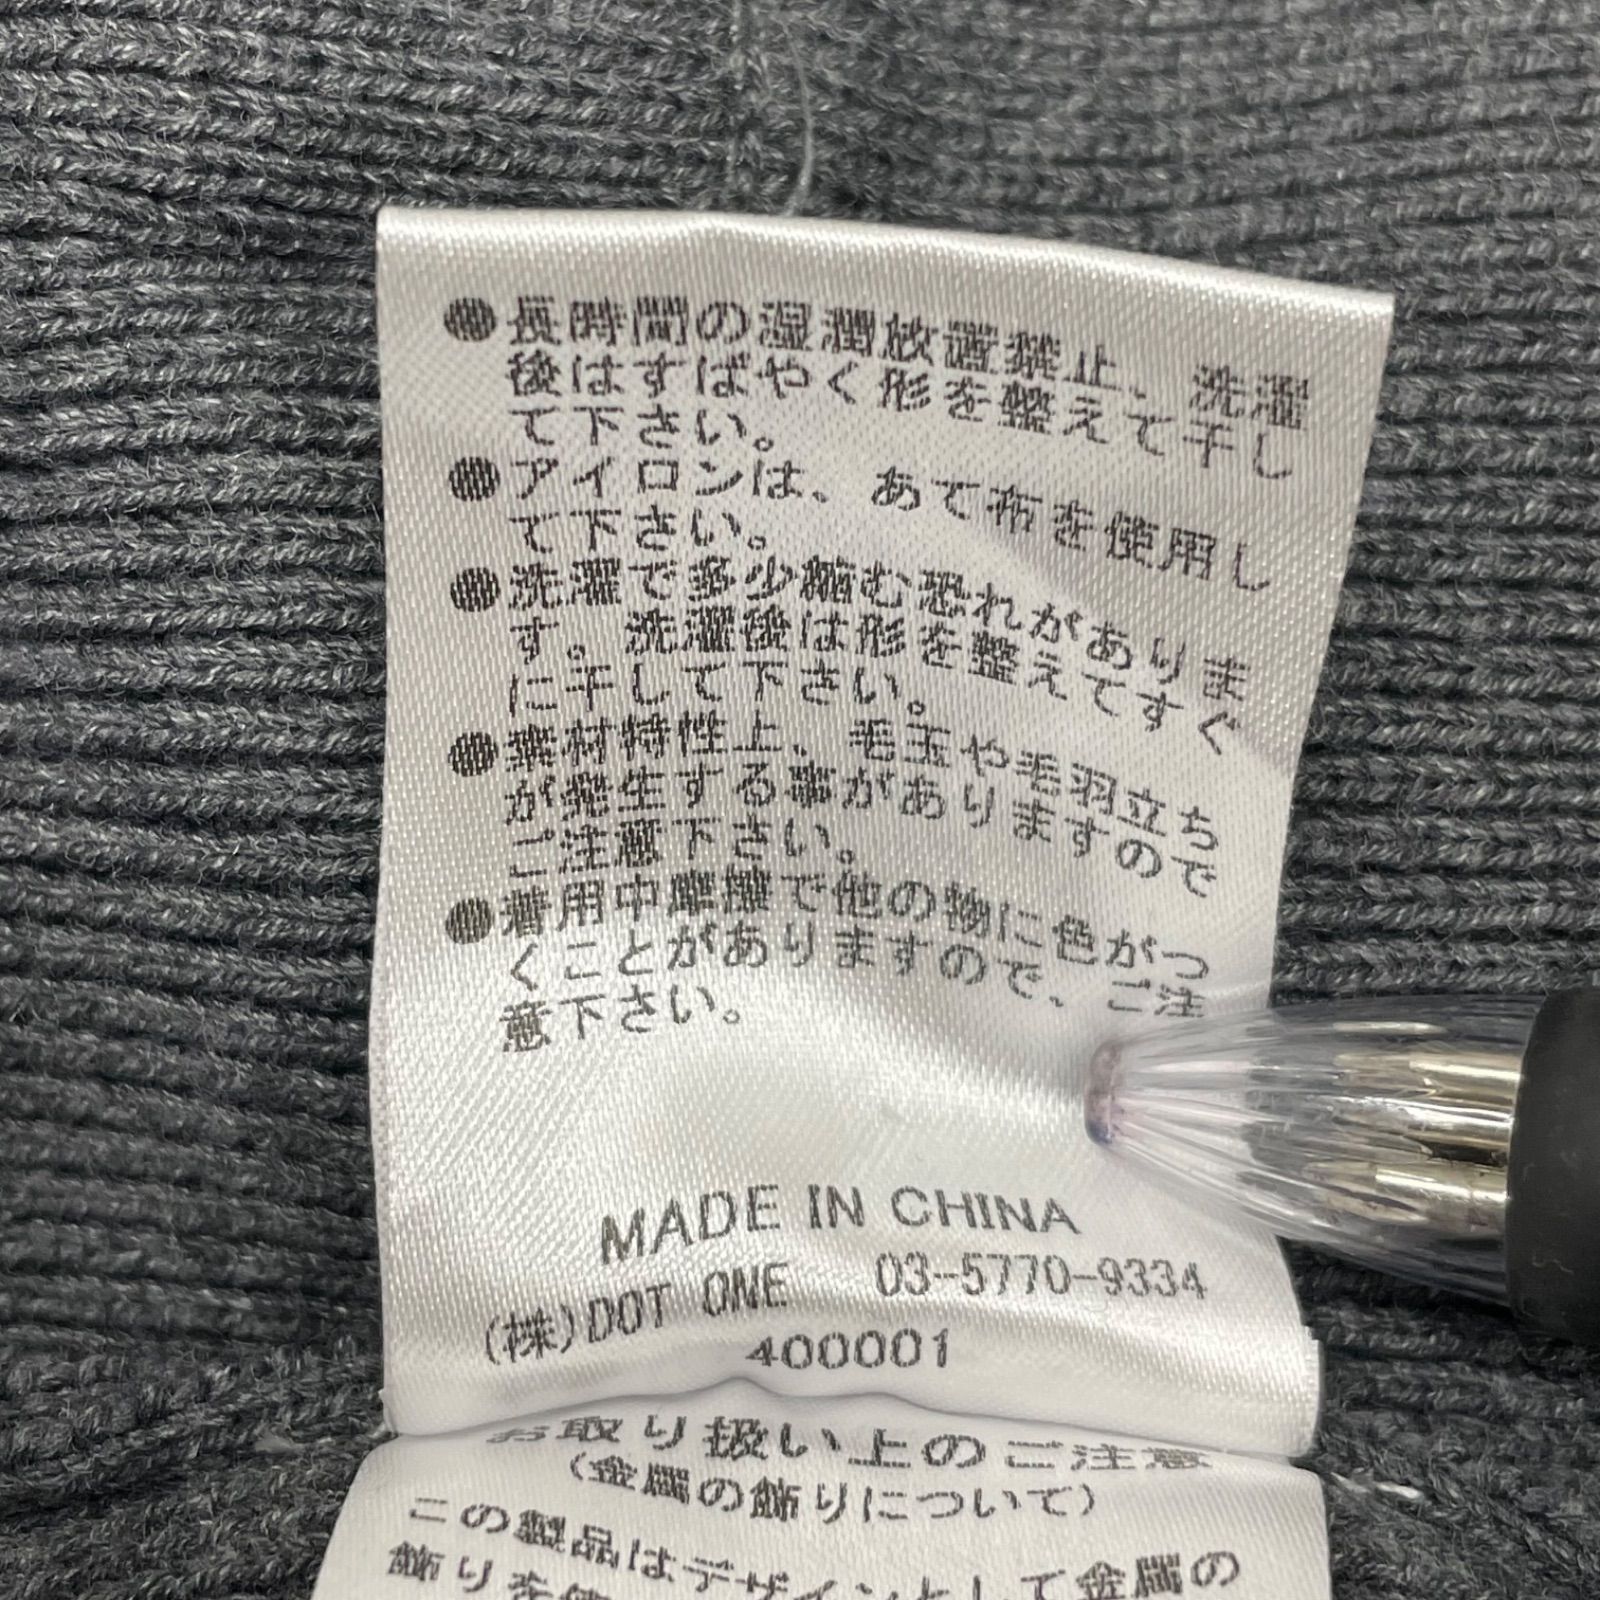 ●長時間の湿潤放置禁止、洗濯
後はすばやく形を整えて干し
て下さい。
●アイロンは、あて布を使用し
て下さい。
●洗濯で多少縮む恐れがありま
す。洗濯後は形を整えてすぐ
に干して下さい。
●素材特性上、毛玉や毛羽立ち
が発生する事がありますので
ご注意下さい。
●着用中摩擦で他の物に色がつ
くことがありますので、ご注
意下さい。
MADE IN CHINA
(株)DOT ONE 03-5770-9334
400001
お取り扱い上のご注意
(金属の飾りについて)
この製品はデザインとして金属の
飾りを使